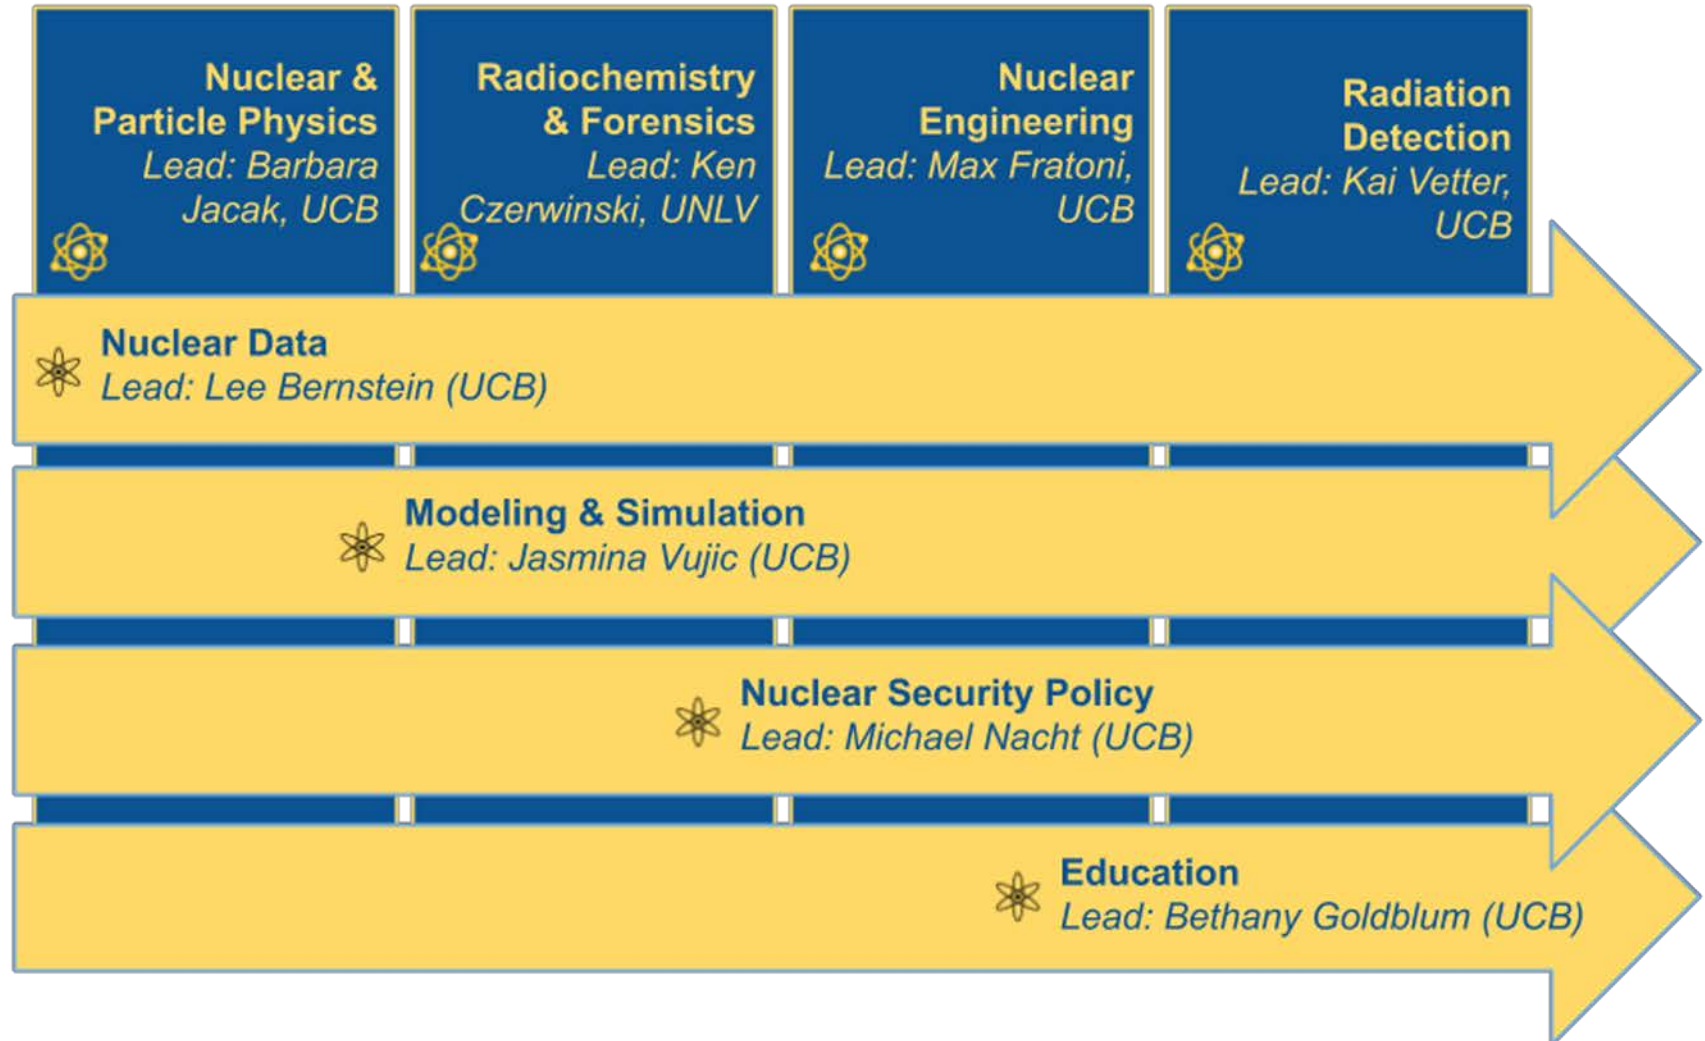 Nuclear &
Particle Physics
Lead: Barbara
Jacak, UCB
Radiochemistry
& Forensics
Lead: Ken
Czerwinski, UNLV
Nuclear
Engineering
Lead: Max Fratoni,
UCB
Radiation
Detection
Lead: Kai Vetter,
UCB
Nuclear Data
Lead: Lee Bernstein (UCB)
Modeling & Simulation
Lead: Jasmina Vujic (UCB)
Nuclear Security Policy
Lead: Michael Nacht (UCB)
Education
Lead: Bethany Goldblum (UCB)